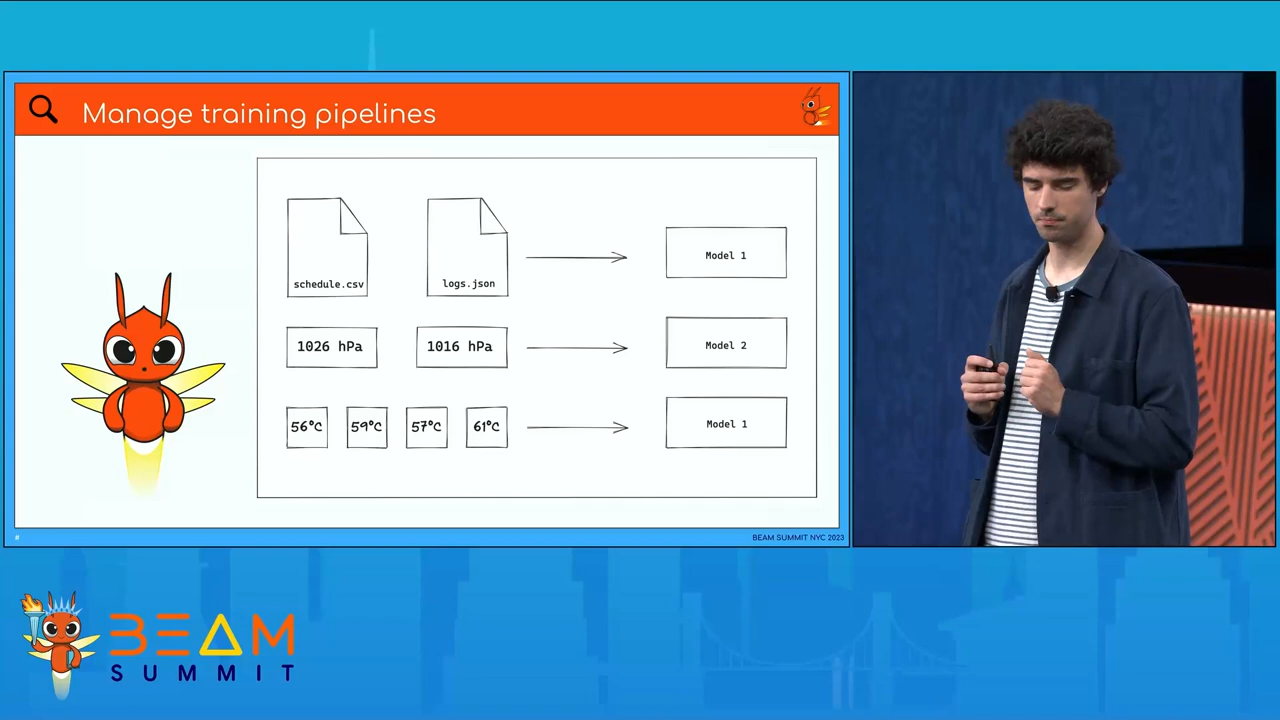 Manage training pipelines
schedule.csv
logs.json
Model 1
1026 hPa
1016 hPa
Model 2
56°C
59°C
57°C
61°C
Model 1
#
BEAM SUMMIT NYC 2023
BEAM
SUMMIT